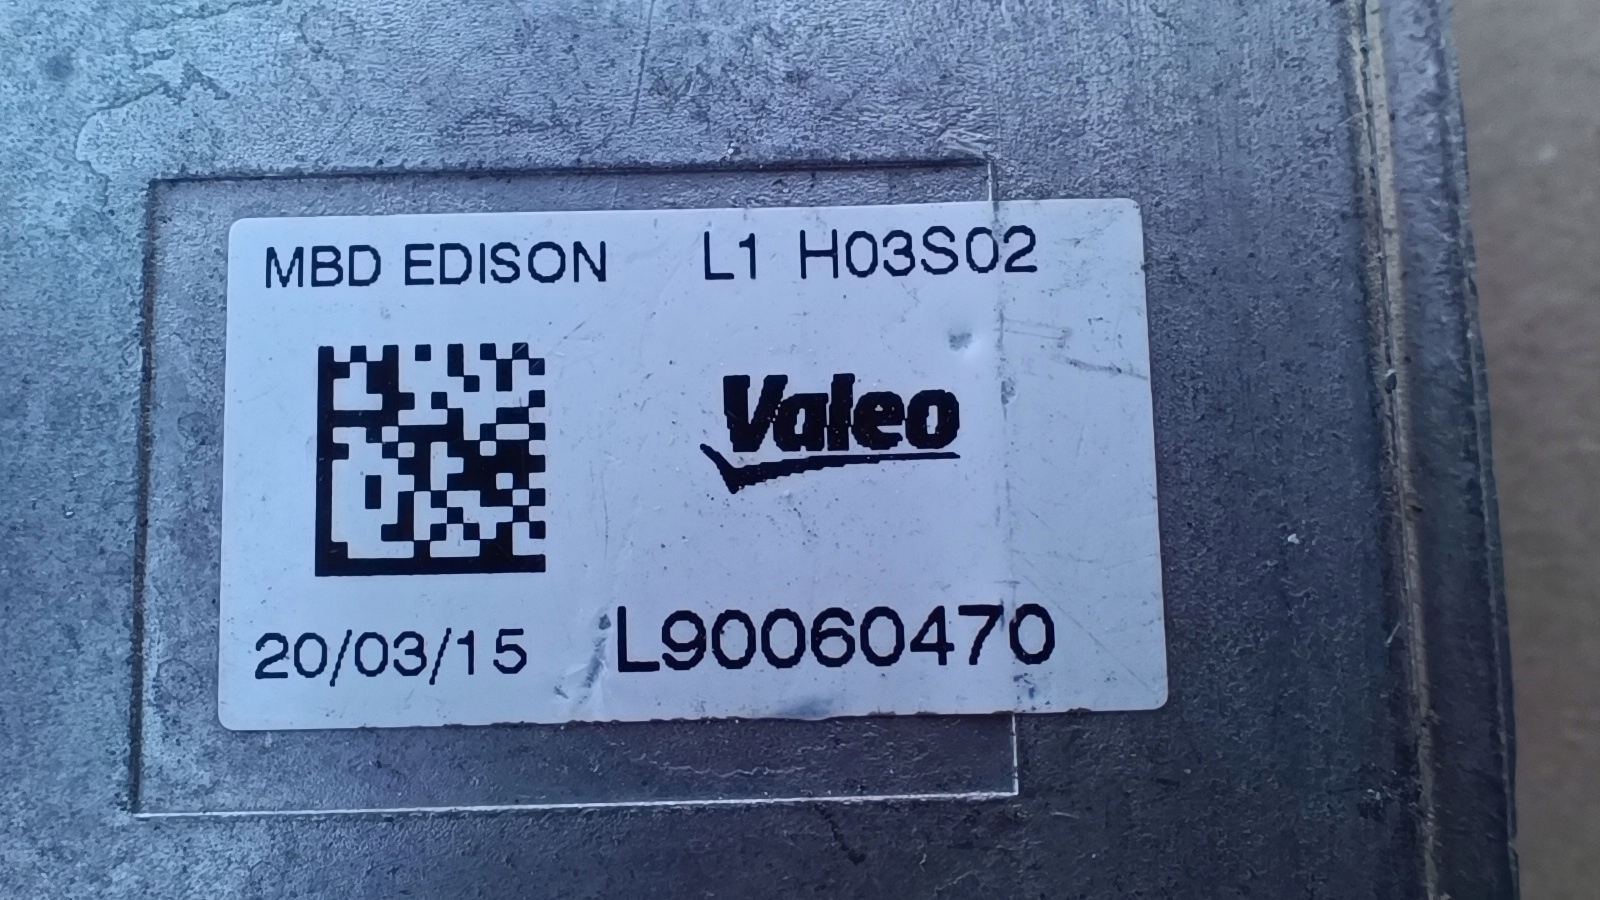 MBD EDISON L1 H03S02
Valeo
20/03/15 L90060470